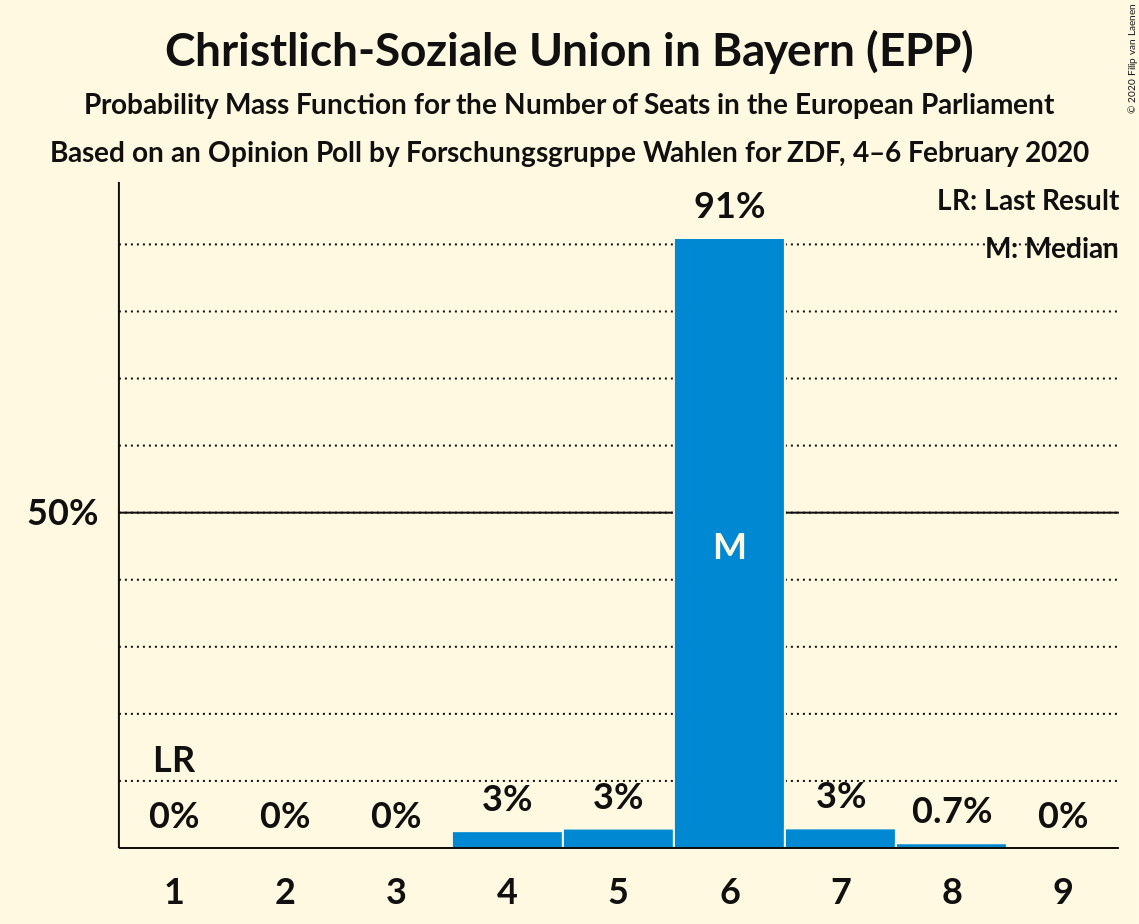 Christlich-Soziale Union in Bayern (EPP)
Probability Mass Function for the Number of Seats in the European Parliament
Based on an Opinion Poll by Forschungsgruppe Wahlen for ZDF, 4–6 February 2020
© 2020 Filip van Laenen
LR: Last Result
M: Median
91%
50%
M
LR
0% 0% 0% 3% 3% 3% 0.7% 0%
1 2 3 4 5 6 7 8 9